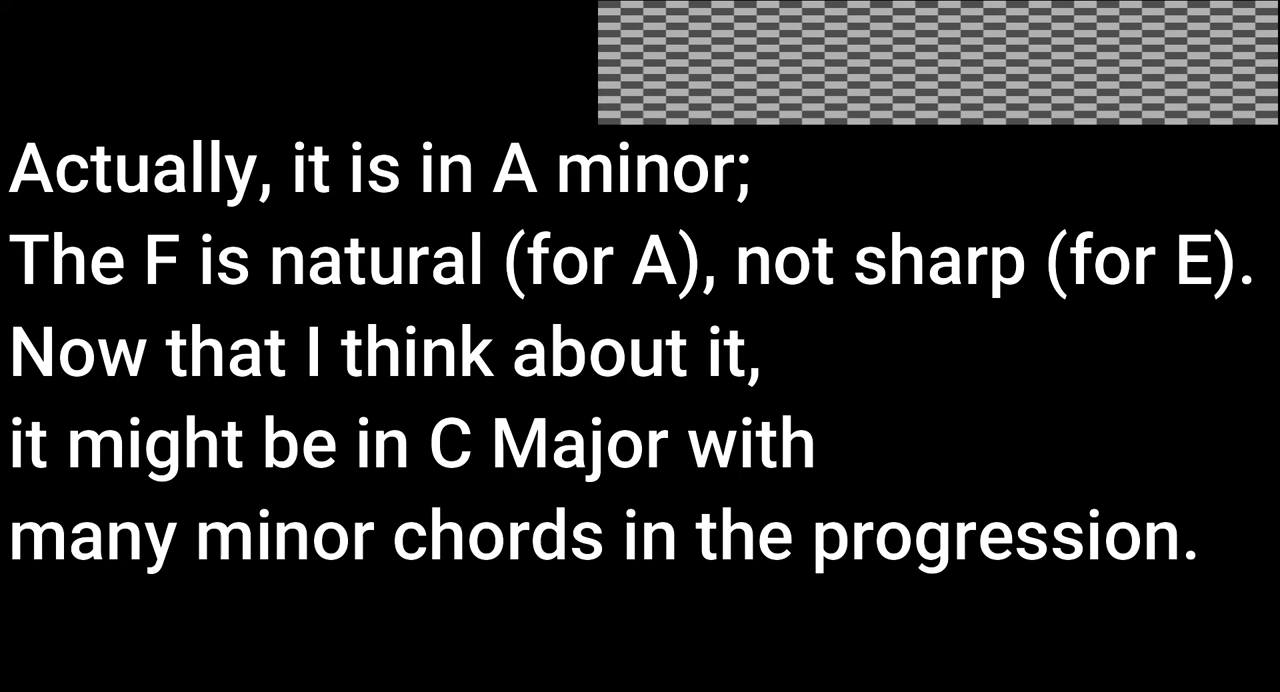 Actually, it is in A minor;
The F is natural (for A), not sharp (for E).
Now that I think about it,
it might be in C Major with
many minor chords in the progression.